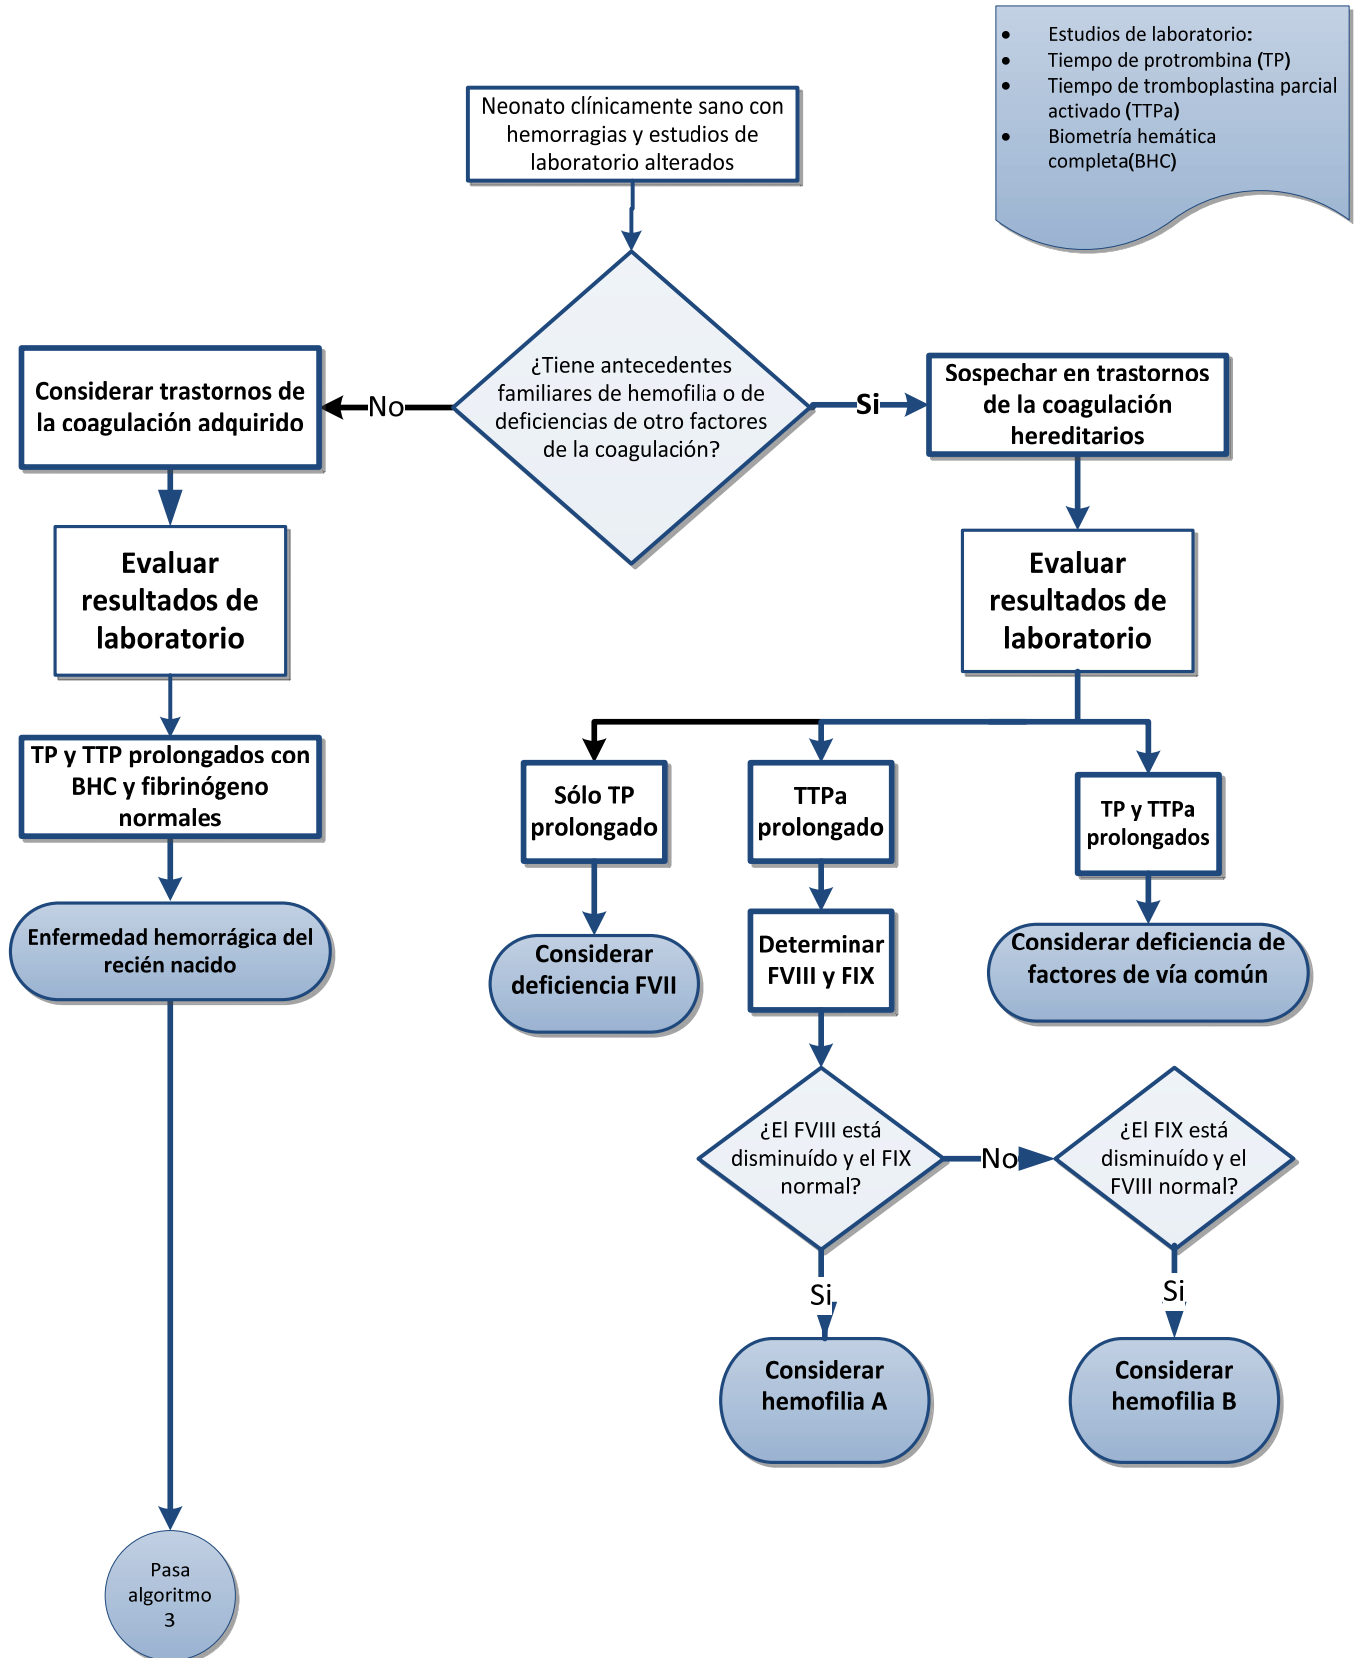 • Estudios de laboratorio:
• Tiempo de protrombina (TP)
• Tiempo de tromboplastina parcial
activado (TTPa)
• Biometría hemática
completa(BHC)
Neonato clínicamente sano con
hemorragias y estudios de
laboratorio alterados
¿Tiene antecedentes
familiares de hemofilia o de
deficiencias de otro factores
de la coagulación?
No
Si
Considerar trastornos de
la coagulación adquirido
Sospechar en trastornos
de la coagulación
hereditarios
Evaluar
resultados de
laboratorio
Evaluar
resultados de
laboratorio
TP y TTP prolongados con
BHC y fibrinógeno
normales
Sólo TP
prolongado
TTPa
prolongado
TP y TTPa
prolongados
Enfermedad hemorrágica del
recién nacido
Considerar
deficiencia FVII
Determinar
FVIII y FIX
Considerar deficiencia de
factores de vía común
¿El FVIII está
disminuído y el FIX
normal?
No
¿El FIX está
disminuído y el
FVIII normal?
Si
Si
Considerar
hemofilia A
Considerar
hemofilia B
Pasa
algoritmo
3